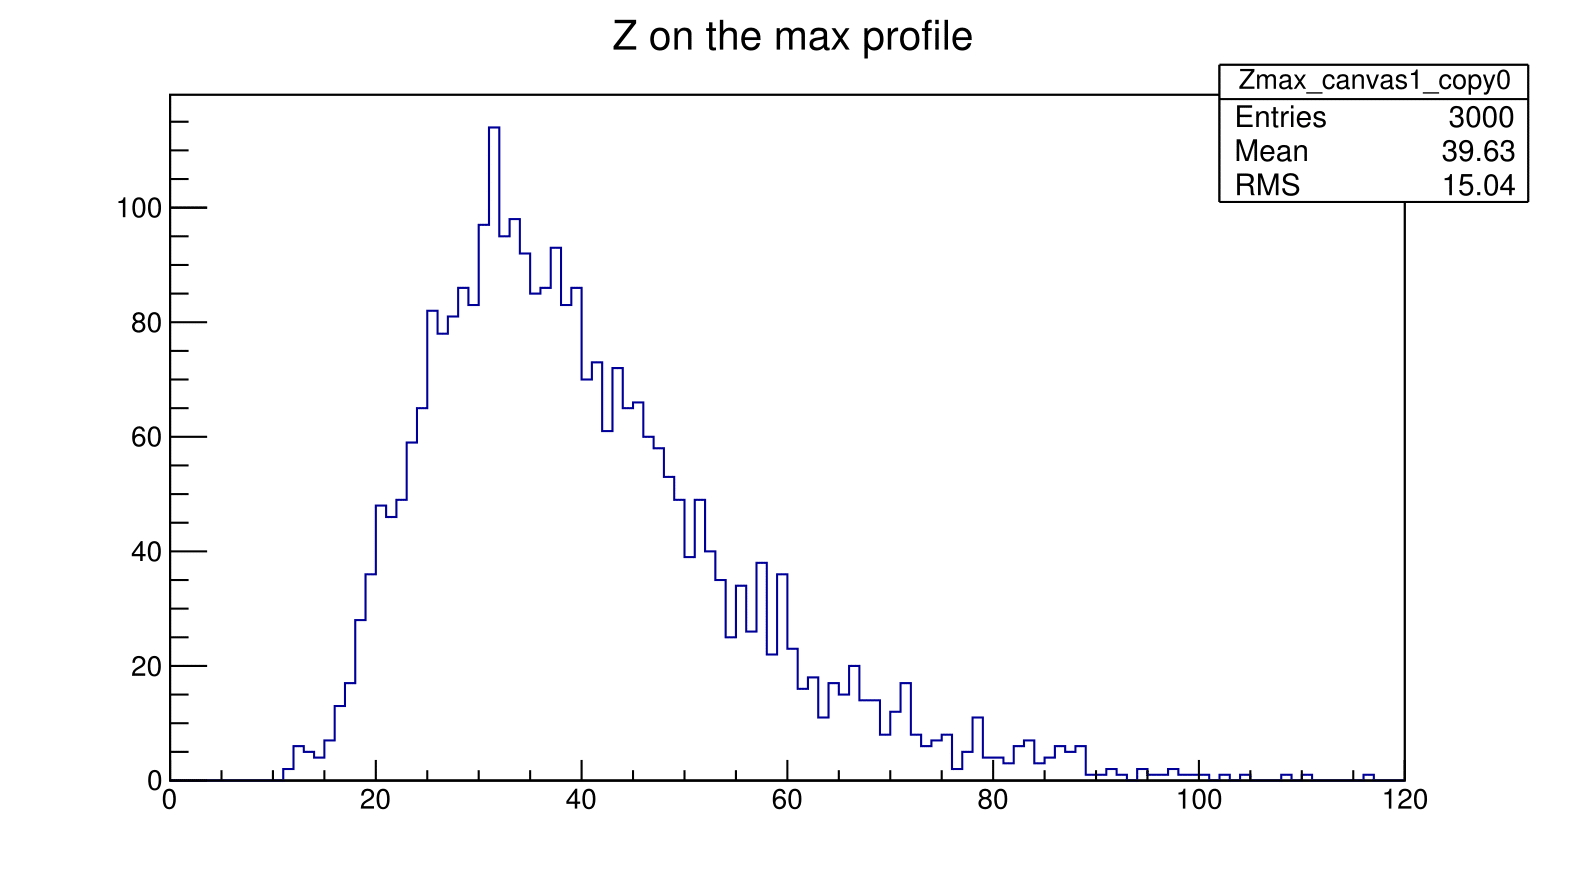 Z on the max profile
Zmax_canvas1_copy0
Entries 3000
Mean 39.63
RMS 15.04
100
80
60
40
20
0
0 20 40 60 80 100 120